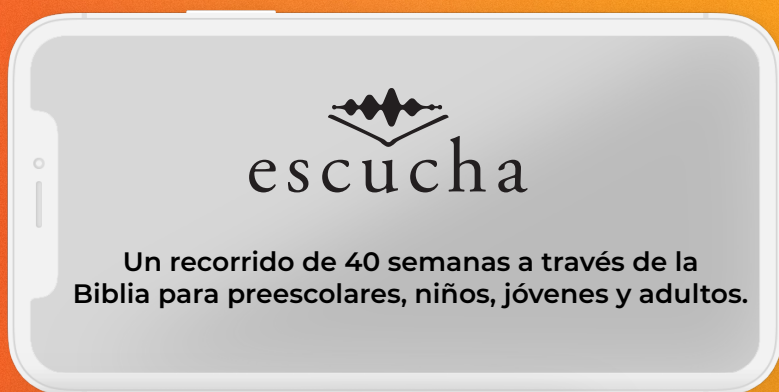 escucha
Un recorrido de 40 semanas a través de la
Biblia para preescolares, niños, jóvenes y adultos.